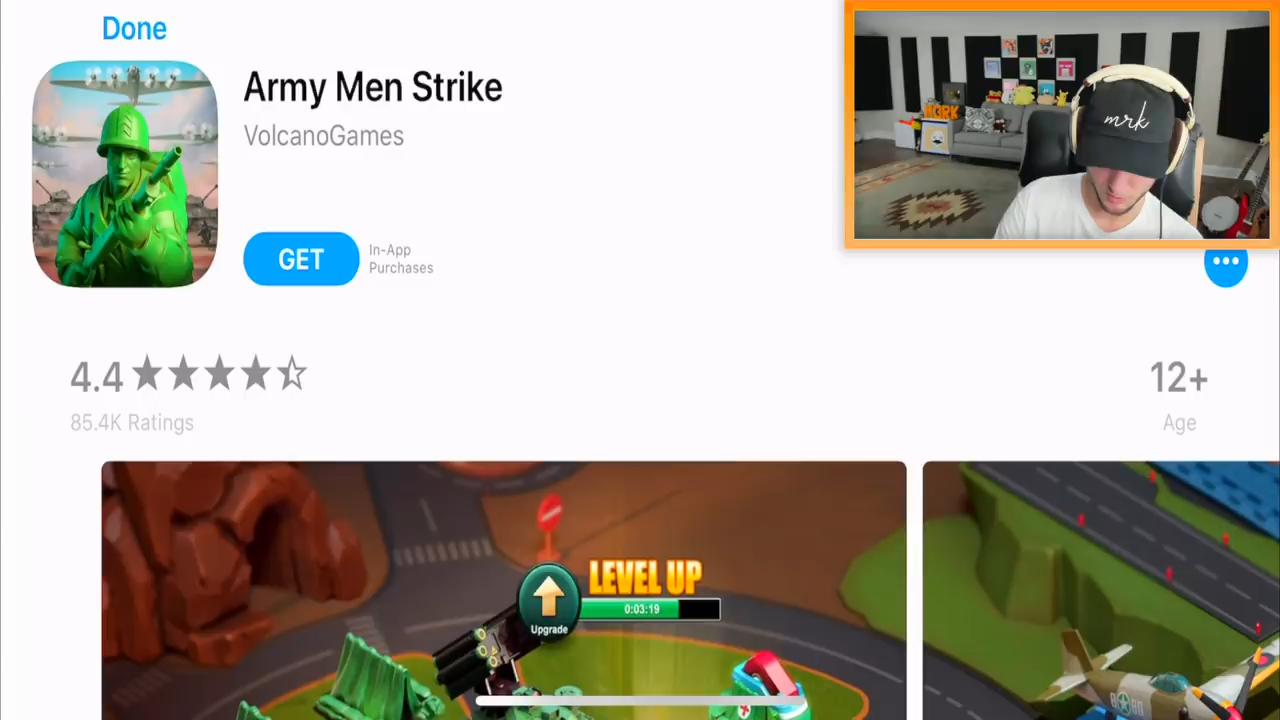 Done
Army Men Strike
VolcanoGames
GET
In-App
Purchases
mrk
4.4
85.4K Ratings
12+
Age
LEVEL UP
0:03:19
Upgrade